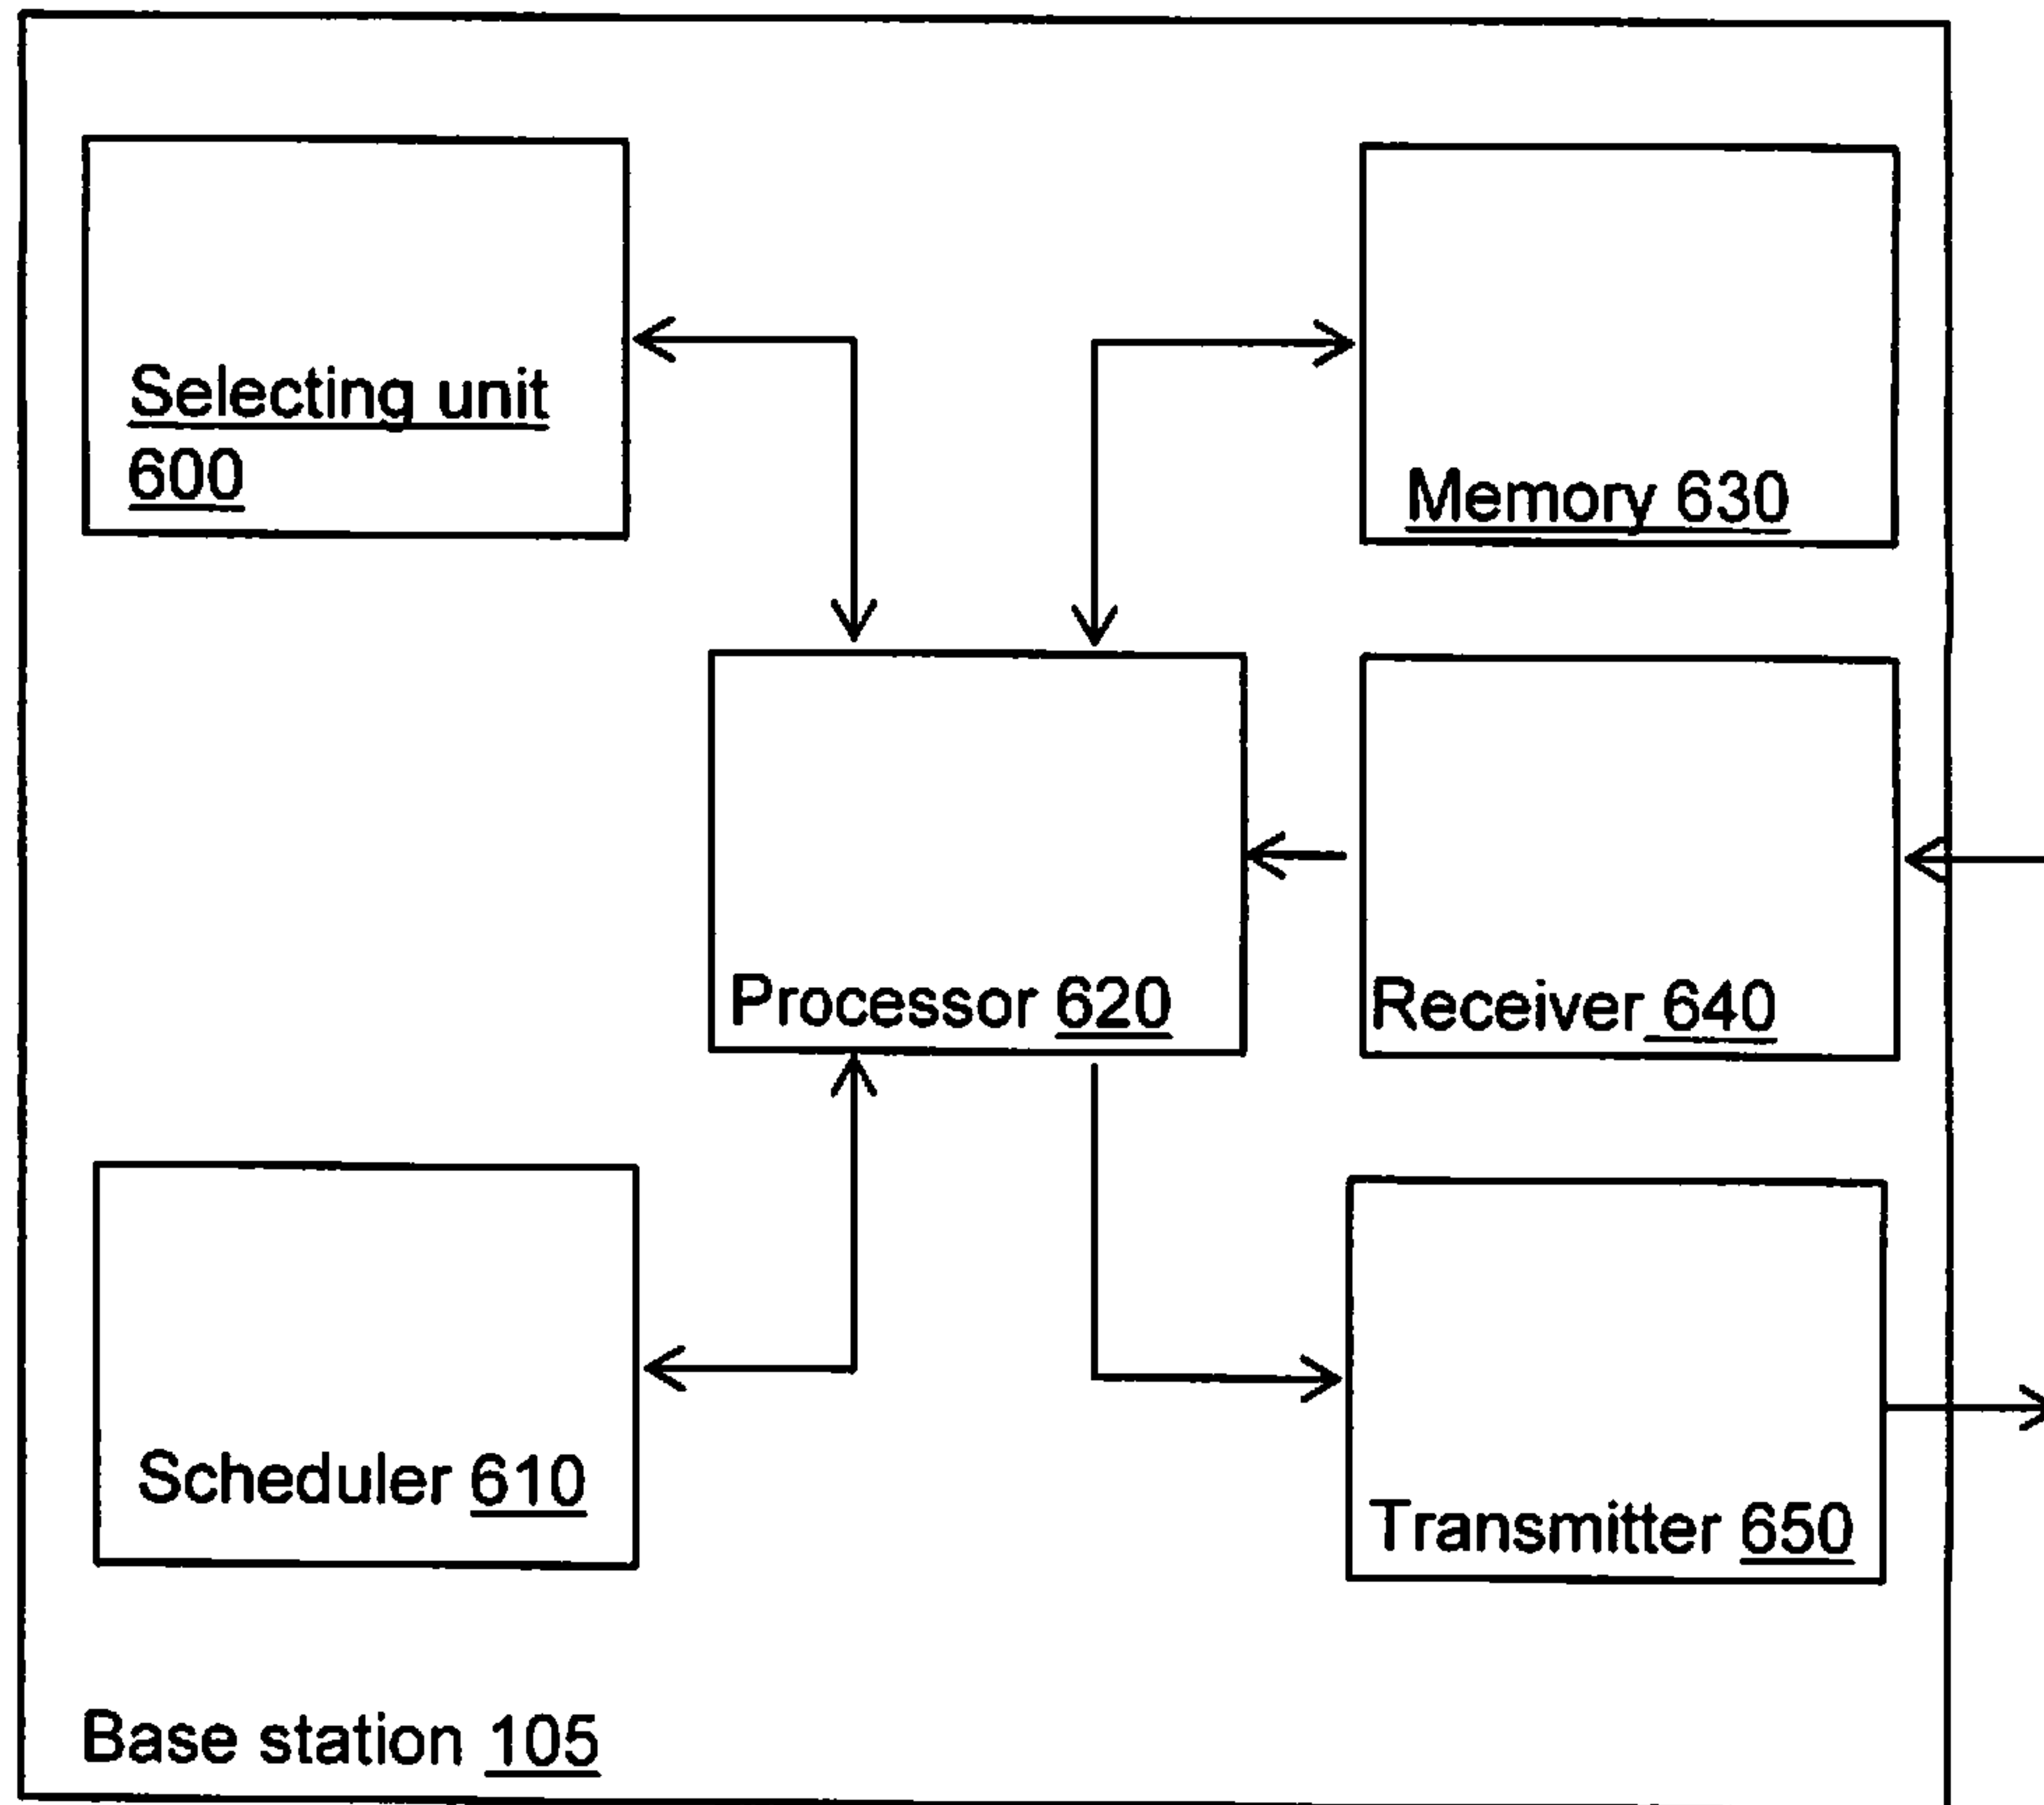 Selecting unit
600
Memory 630
Processor 620
Receiver 640
Scheduler 610
Transmitter 650
Base station 105